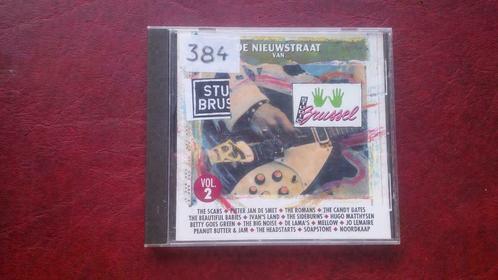 384
DE NIEUWSTRAAT
VAN
STU
BRUS
Brussel
VOL.
2
THE SCABS ◆ PIETER JAN DE SMET ◆ THE ROMANS ◆ THE CANDY DATES
THE BEAUTIFUL BABIES ◆ IVAN'S LAND ◆ THE SIDEBURNS ◆ HUGO MATTHYSEN
BETTY GOES GREEN ◆ THE BIG NOISE ◆ DE LAMA'S ◆ MELLOW ◆ JO LEMAIRE
PEANUT BUTTER & JAM ◆ THE HEADSTARTS ◆ SOAPSTONE ◆ NOORDKAAP